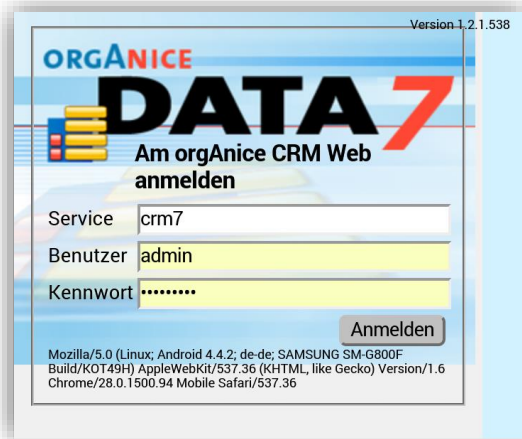 Version 1.2.1.538
ORGANICE
DATA7
Am orgAnice CRM Web
anmelden
Service crm7
Benutzer admin
Kennwort •••••••••
Anmelden
Mozilla/5.0 (Linux; Android 4.4.2; de-de; SAMSUNG SM-G800F
Build/KOT49H) AppleWebKit/537.36 (KHTML, like Gecko) Version/1.6
Chrome/28.0.1500.94 Mobile Safari/537.36